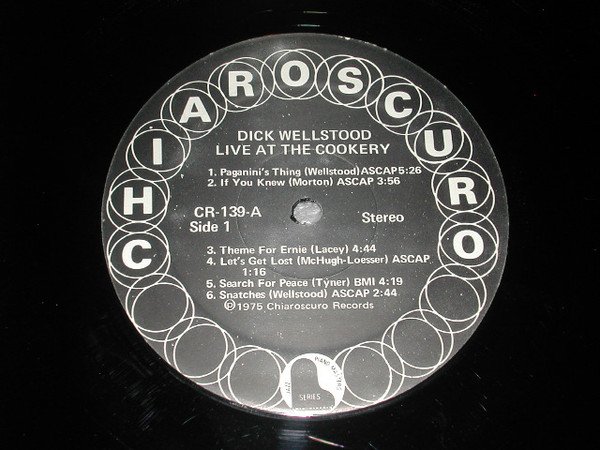 CHIAROSCURO
DICK WELLSTOOD
LIVE AT THE COOKERY
1. Paganini's Thing (Wellstood) ASCAP 5:26
2. If You Knew (Morton) ASCAP 3:56
CR-139-A
Side 1
Stereo
3. Theme For Ernie (Lacey) 4:44
4. Let's Get Lost (McHugh-Loesser) ASCAP
1:16
5. Search For Peace (Tyner) BMI 4:19
6. Snatches (Wellstood) ASCAP 2:44
℗1975 Chiaroscuro Records
JAZZ PIANO MASTERS
SERIES